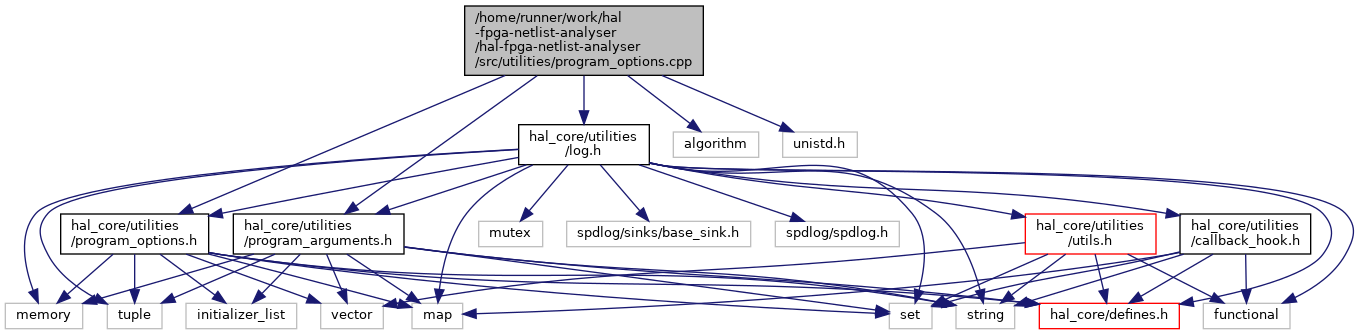 /home/runner/work/hal
-fpga-netlist-analyser
/hal-fpga-netlist-analyser
/src/utilities/program_options.cpp
hal_core/utilities
/log.h
algorithm
unistd.h
hal_core/utilities
/program_options.h
hal_core/utilities
/program_arguments.h
mutex
spdlog/sinks/base_sink.h
spdlog/spdlog.h
hal_core/utilities
/utils.h
hal_core/utilities
/callback_hook.h
memory
tuple
initializer_list
vector
map
set
string
hal_core/defines.h
functional